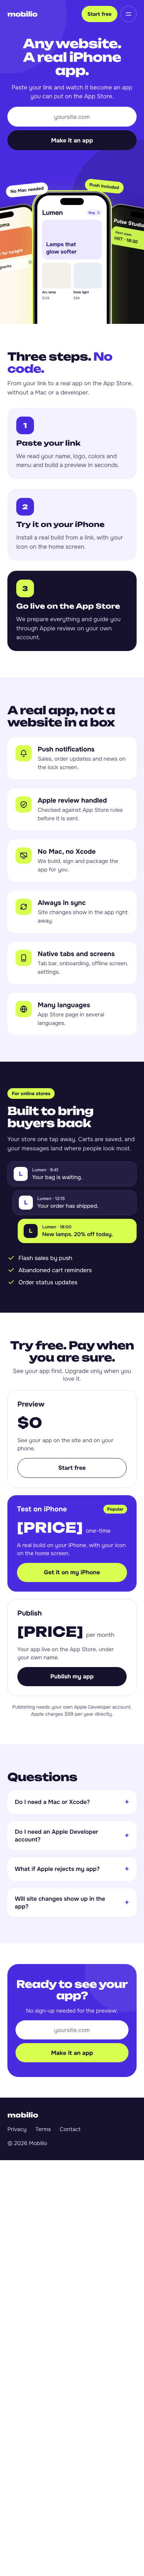 mobilio
Start free
Any website.
A real iPhone
app.
Paste your link and watch it become an app
you can put on the App Store.
yoursite.com
Make it an app
No Mac needed
Push included
Lumen
Bag · 2
Lamps that
glow softer
Arc lamp
Dove light
Pulse Studio
HIIT · 18:30
for tonight
Three steps. No
code.
From your link to a real app on the App Store,
without a Mac or a developer.
1
Paste your link
We read your name, logo, colors and
menu and build a preview in seconds.
2
Try it on your iPhone
Install a real build from a link, with your
icon on the home screen.
3
Go live on the App Store
We prepare everything and guide you
through Apple review on your own
account.
A real app, not a
website in a box
Push notifications
Sales, order updates and news on
the lock screen.
Apple review handled
Checked against App Store rules
before it is sent.
No Mac, no Xcode
We build, sign and package the
app for you.
Always in sync
Site changes show in the app right
away.
Native tabs and screens
Tab bar, onboarding, offline screen,
settings.
Many languages
App Store page in several
languages.
For online stores
Built to bring
buyers back
Your store one tap away. Carts are saved, and
your messages land where people look most.
L
Lumen · 9:41
Your bag is waiting.
L
Lumen · 12:15
Your order has shipped.
L
Lumen · 18:00
New lamps. 20% off today.
Flash sales by push
Abandoned cart reminders
Order status updates
Try free. Pay when
you are sure.
See your app first. Upgrade only when you
love it.
Preview
$0
See your app on the site and on your
phone.
Start free
Test on iPhone
Popular
[PRICE] one-time
A real build on your iPhone, with your icon
on the home screen.
Get it on my iPhone
Publish
[PRICE] per month
Your app live on the App Store, under
your own name.
Publish my app
Publishing needs your own Apple Developer account.
Apple charges $99 per year directly.
Questions
Do I need a Mac or Xcode?
+
Do I need an Apple Developer
account?
+
What if Apple rejects my app?
+
Will site changes show up in the
app?
+
Ready to see your
app?
No sign-up needed for the preview.
yoursite.com
Make it an app
mobilio
Privacy
Terms
Contact
© 2026 Mobilio